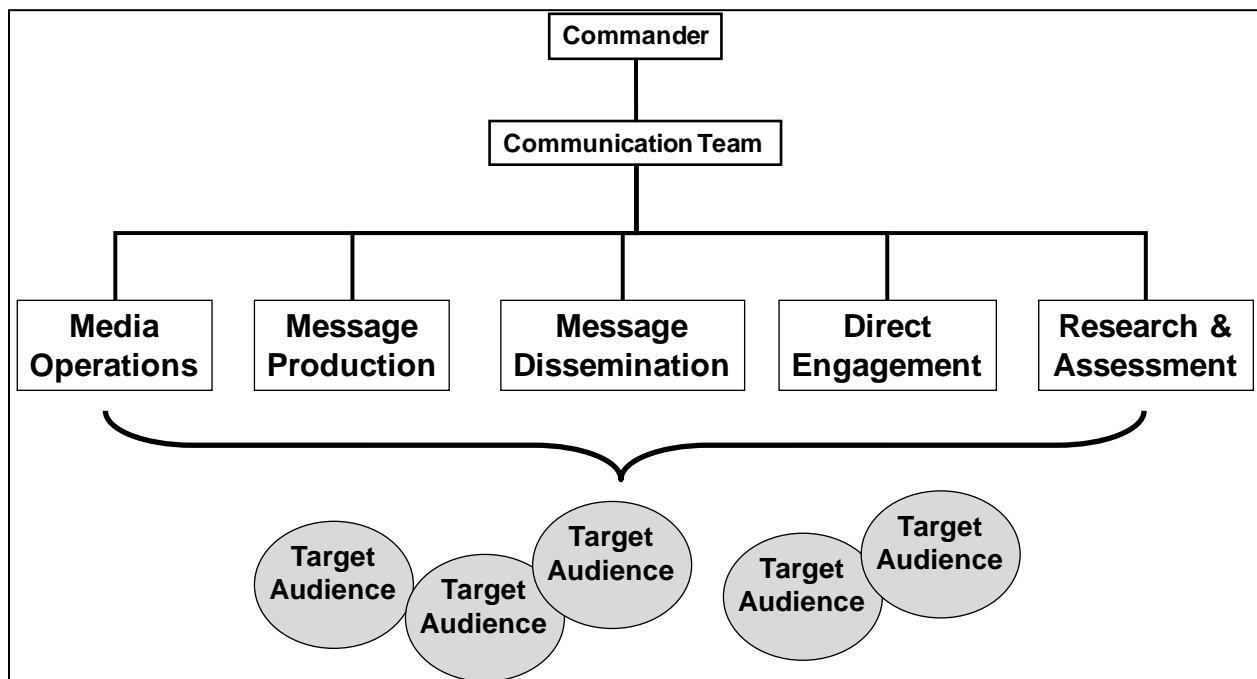 Commander
Communication Team
Media
Operations
Message
Production
Message
Dissemination
Direct
Engagement
Research &
Assessment
Target
Audience
Target
Audience
Target
Audience
Target
Audience
Target
Audience